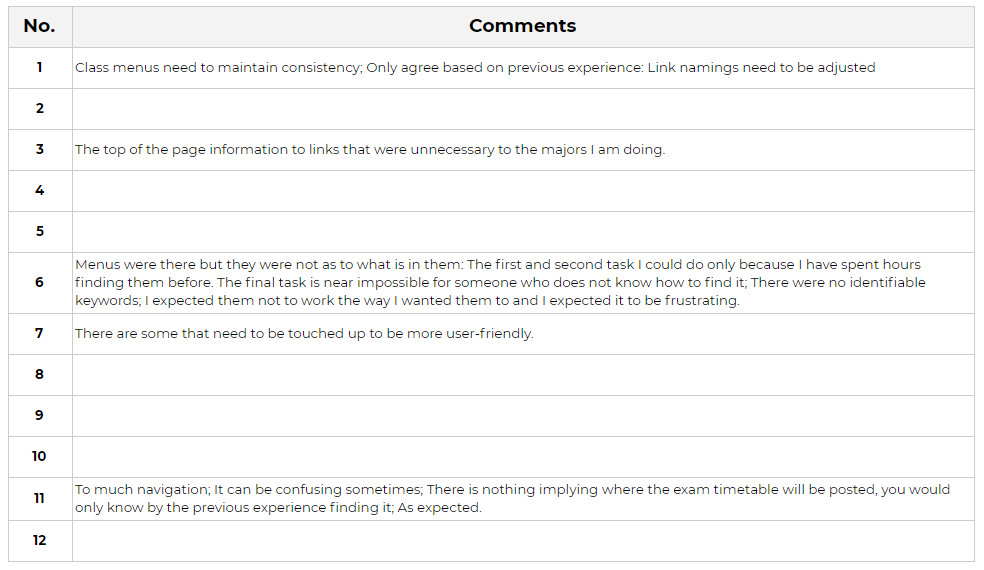 No. Comments
1 Class menus need to maintain consistency; Only agree based on previous experience: Link namings need to be adjusted
2
3 The top of the page information to links that were unnecessary to the majors I am doing.
4
5
Menus were there but they were not as to what is in them: The first and second task I could do only because I have spent hours
6 finding them before. The final task is near impossible for someone who does not know how to find it; There were no identifiable
keywords; I expected them not to work the way I wanted them to and I expected it to be frustrating.
7 There are some that need to be touched up to be more user-friendly.
8
9
10
11 To much navigation; It can be confusing sometimes; There is nothing implying where the exam timetable will be posted, you would
only know by the previous experience finding it; As expected.
12